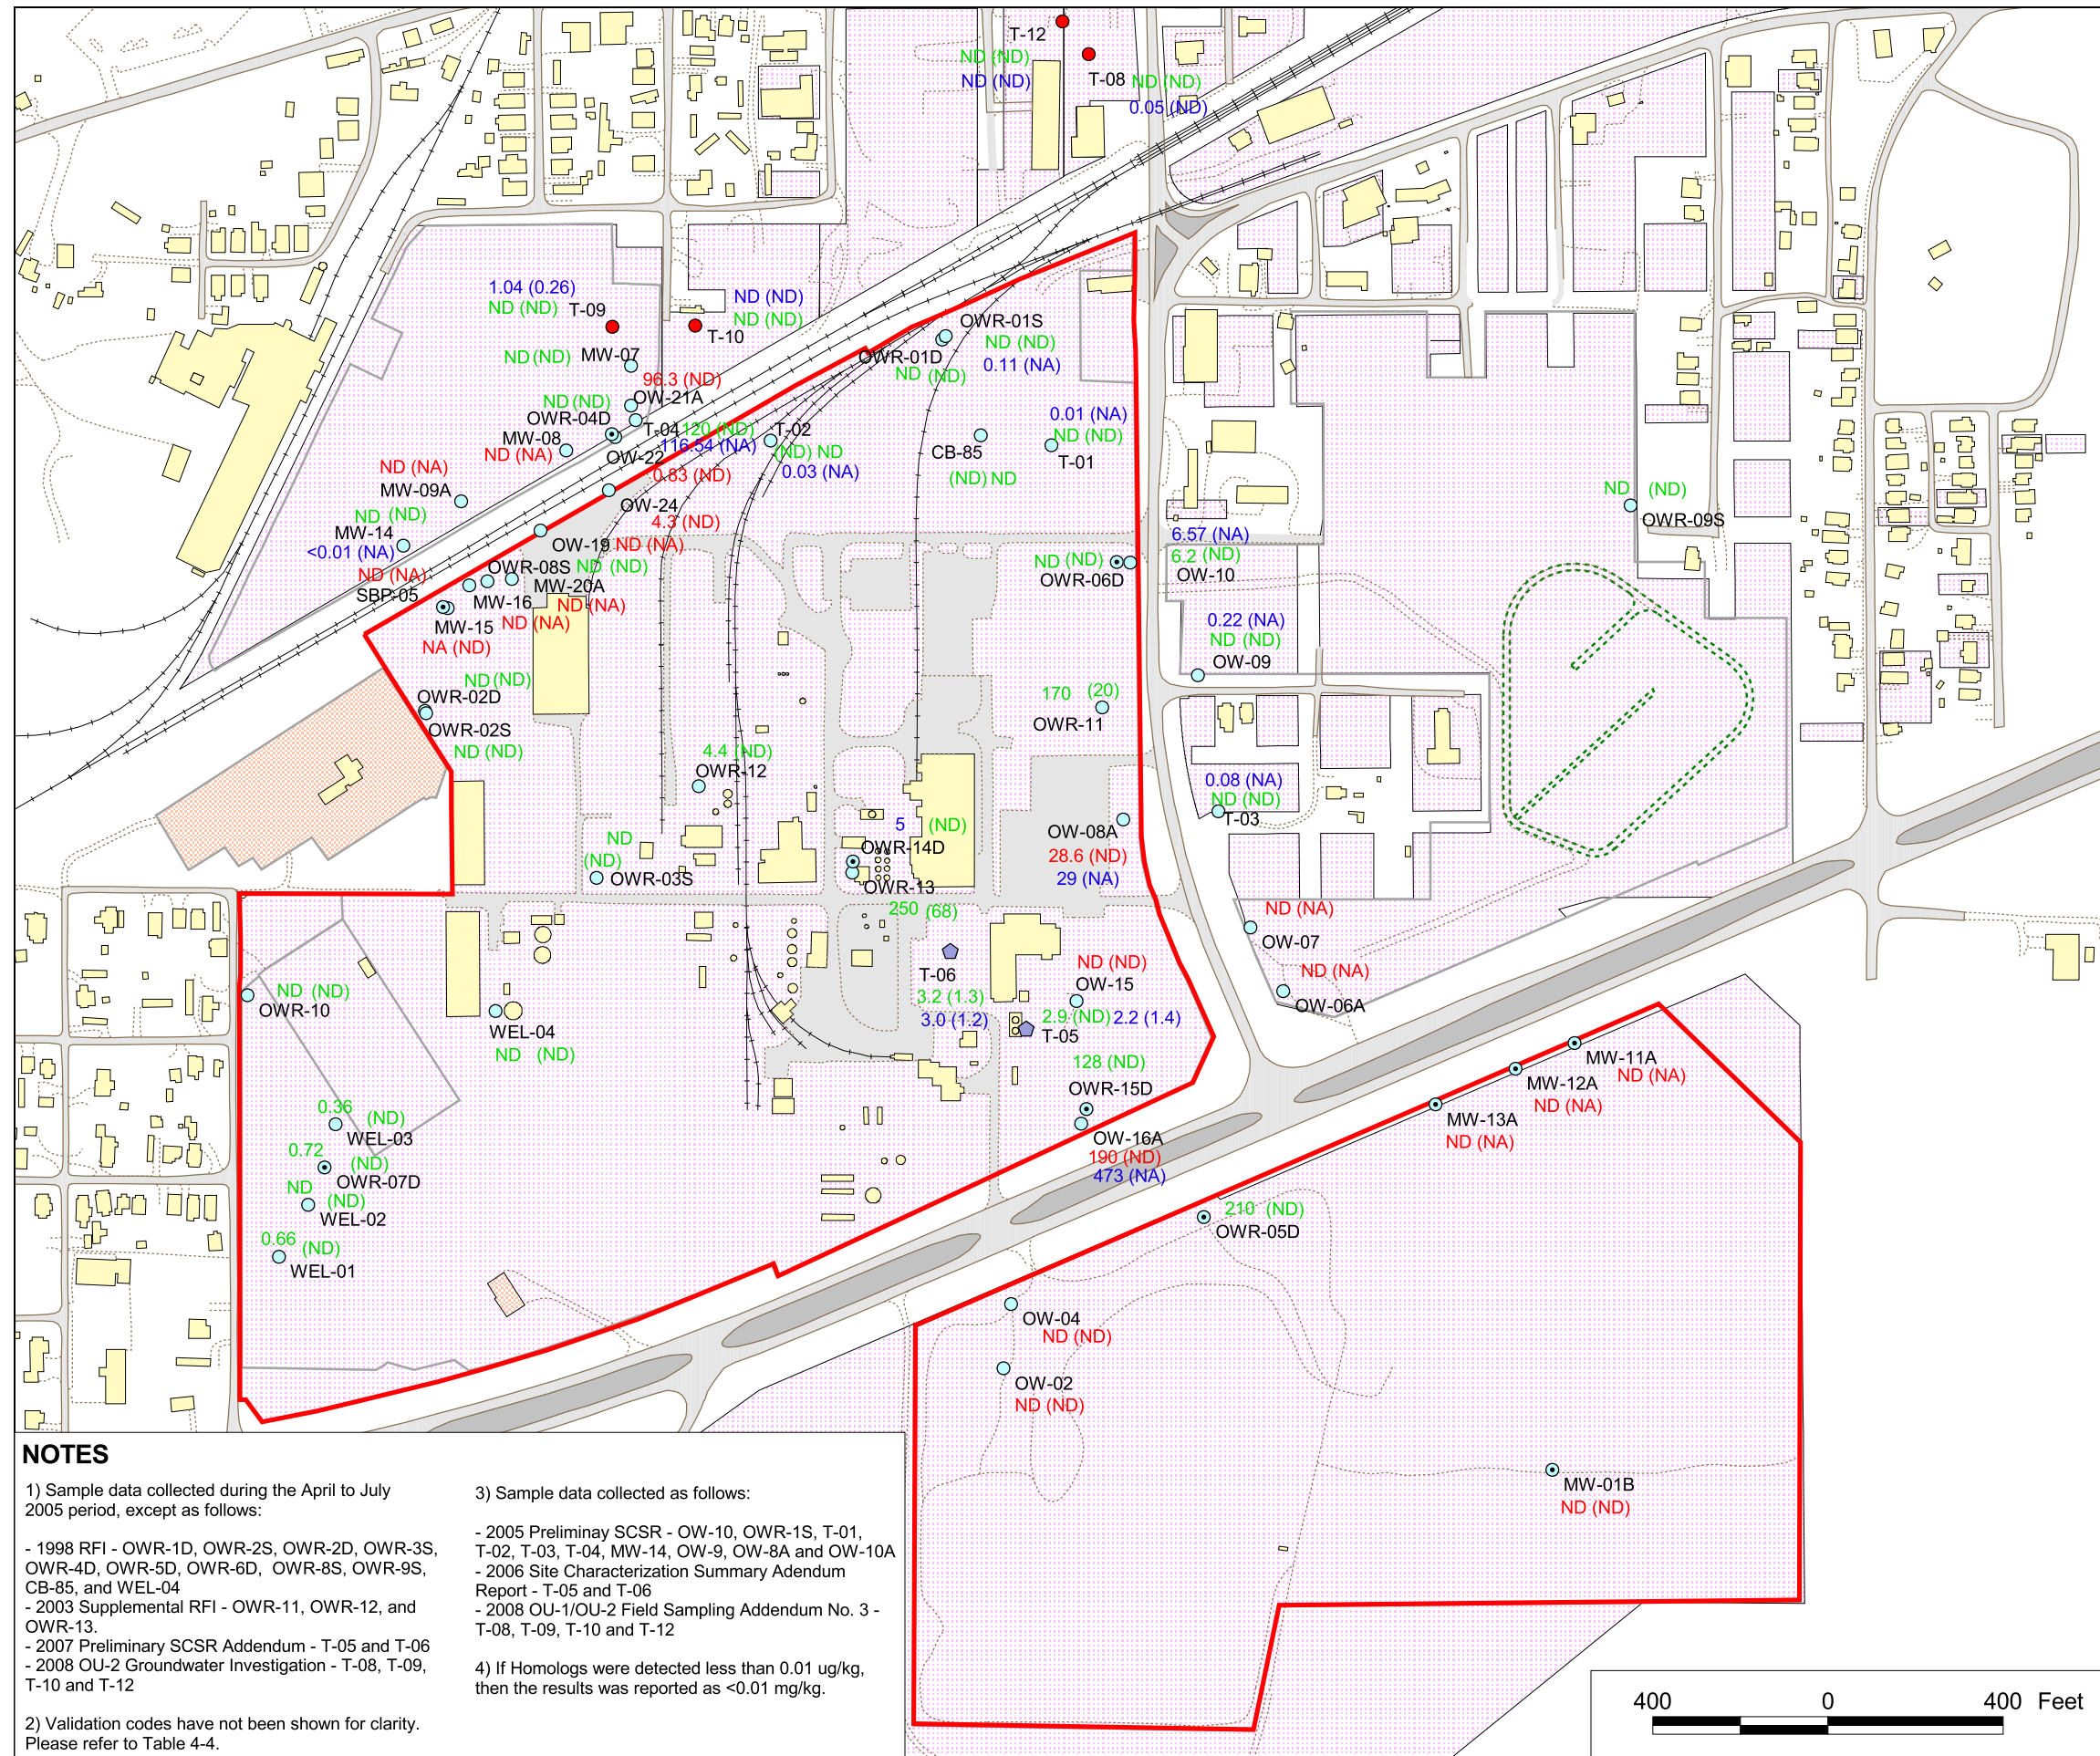 T-12
ND (ND)
ND (ND)
T-08 ND (ND)
0.05 (ND)
1.04 (0.26)
ND (ND)
T-09
ND (ND)
ND (ND)
T-10
OWR-01S
ND (ND)
0.11 (NA)
OWR-01D
ND (ND)
ND (ND) MW-07
96.3 (ND)
OW-21A
ND (ND)
OWR-04D
T-04 120 (ND)
116.54 (NA)
MW-08
ND (NA)
OW-22
0.83 (ND)
T-02
(ND) ND
0.03 (NA)
CB-85
(ND) ND
0.01 (NA)
ND (ND)
T-01
ND (NA)
MW-09A
ND (ND)
MW-14
<0.01 (NA)
OW-24
4.3 (ND)
OW-19 ND (NA)
OWR-08S ND (ND)
MW-20A
ND (NA)
ND (NA)
SBP-05
MW-16
ND (NA)
MW-15
NA (ND)
ND (ND)
OWR-09S
ND (ND)
OWR-06D
6.57 (NA)
6.2 (ND)
OW-10
0.22 (NA)
ND (ND)
OW-09
ND (ND)
OWR-02D
OWR-02S
ND (ND)
170 (20)
OWR-11
4.4 (ND)
OWR-12
0.08 (NA)
ND (ND)
T-03
OW-08A
28.6 (ND)
29 (NA)
5 (ND)
OWR-14D
OWR-13
250 (68)
ND
(ND)
OWR-03S
ND (NA)
OW-07
ND (NA)
OW-06A
T-06
3.2 (1.3)
3.0 (1.2)
ND (ND)
OW-15
2.9 (ND) 2.2 (1.4)
T-05
128 (ND)
OWR-15D
OW-16A
190 (ND)
473 (NA)
ND (ND)
OWR-10
WEL-04
ND (ND)
0.36 (ND)
WEL-03
0.72
(ND)
OWR-07D
ND
(ND)
WEL-02
0.66 (ND)
WEL-01
MW-11A
ND (NA)
MW-12A
ND (NA)
MW-13A
ND (NA)
210 (ND)
OWR-05D
OW-04
ND (ND)
OW-02
ND (ND)
MW-01B
ND (ND)
NOTES
1) Sample data collected during the April to July
2005 period, except as follows:
- 1998 RFI - OWR-1D, OWR-2S, OWR-2D, OWR-3S,
OWR-4D, OWR-5D, OWR-6D, OWR-8S, OWR-9S,
CB-85, and WEL-04
- 2003 Supplemental RFI - OWR-11, OWR-12, and
OWR-13.
- 2007 Preliminary SCSR Addendum - T-05 and T-06
- 2008 OU-2 Groundwater Investigation - T-08, T-09,
T-10 and T-12
2) Validation codes have not been shown for clarity.
Please refer to Table 4-4.
3) Sample data collected as follows:
- 2005 Preliminay SCSR - OW-10, OWR-1S, T-01,
T-02, T-03, T-04, MW-14, OW-9, OW-8A and OW-10A
- 2006 Site Characterization Summary Adendum
Report - T-05 and T-06
- 2008 OU-1/OU-2 Field Sampling Addendum No. 3 -
T-08, T-09, T-10 and T-12
4) If Homologs were detected less than 0.01 ug/kg,
then the results was reported as <0.01 mg/kg.
400 0 400 Feet